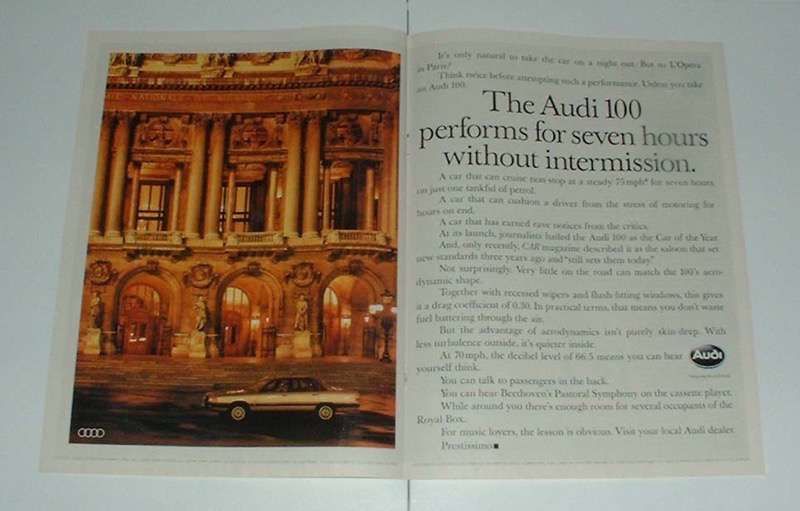 It's only natural to take the car on a night out. But to L'Opera
in Paris?
Think twice before attempting such a performance. Unless you take
an Audi 100.
The Audi 100
performs for seven hours
without intermission.
A car that can cruise non-stop at a steady 75mph* for seven hours
on just one tankful of petrol.
A car that can cushion a driver from the stress of motoring for
hours on end.
A car that has earned rave notices from the critics.
At its launch, journalists hailed the Audi 100 as the Car of the Year.
And, only recently, CAR magazine described it as the saloon that set
new standards three years ago and "still sets them today."
Not surprisingly. Very little on the road can match the 100's aero-
dynamic shape.
Together with recessed wipers and flush fitting windows, this gives
it a drag coefficient of 0.30. In practical terms, that means you don't waste
fuel battering through the air.
But the advantage of aerodynamics isn't purely skin-deep. With
less turbulence outside, it's quieter inside.
At 70mph, the decibel level of 66.5 means you can hear
yourself think.
Audi
You can talk to passengers in the back.
You can hear Beethoven's Pastoral Symphony on the cassette player.
While around you there's enough room for several occupants of the
Royal Box.
For music lovers, the lesson is obvious. Visit your local Audi dealer.
Prestissimo.